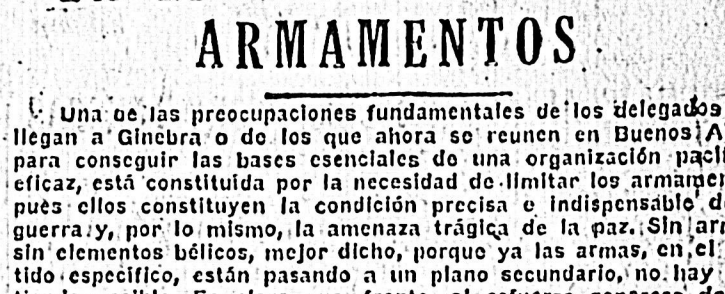 ARMAMENTOS
Una de las preocupaciones fundamentales de los delegados
llegan a Ginebra o de los que ahora se reunen en Buenos A
para conseguir las bases esenciales de una organización pacíf
eficaz, está constituida por la necesidad de limitar los armamen
pues ellos constituyen la condición precisa e indispensable d
guerra y, por lo mismo, la amenaza trágica de la paz. Sin arm
sin elementos bélicos, mejor dicho, porque ya las armas, en el
tido específico, están pasando a un plano secundario, no hay